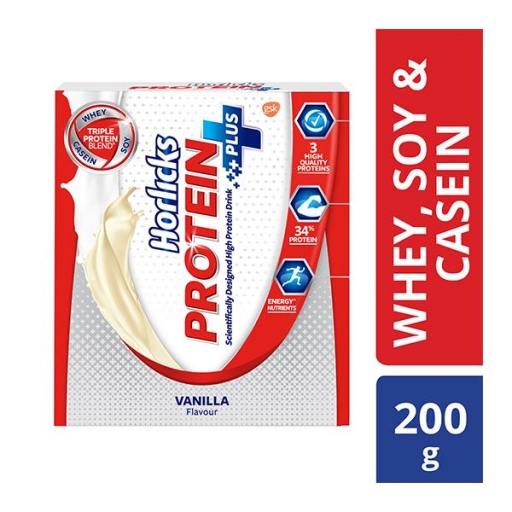 PROTEIN
WHEY
TRIPLE
PROTEIN
BLEND
CASEIN
SOY
Horlicks
PROTEIN
PLUS
Scientifically Designed High Protein Drink
gsk
3
HIGH
QUALITY
PROTEINS
34%
PROTEIN
ENERGY
NUTRIENTS
VANILLA
Flavour
WHEY, SOY &
CASEIN
200
g